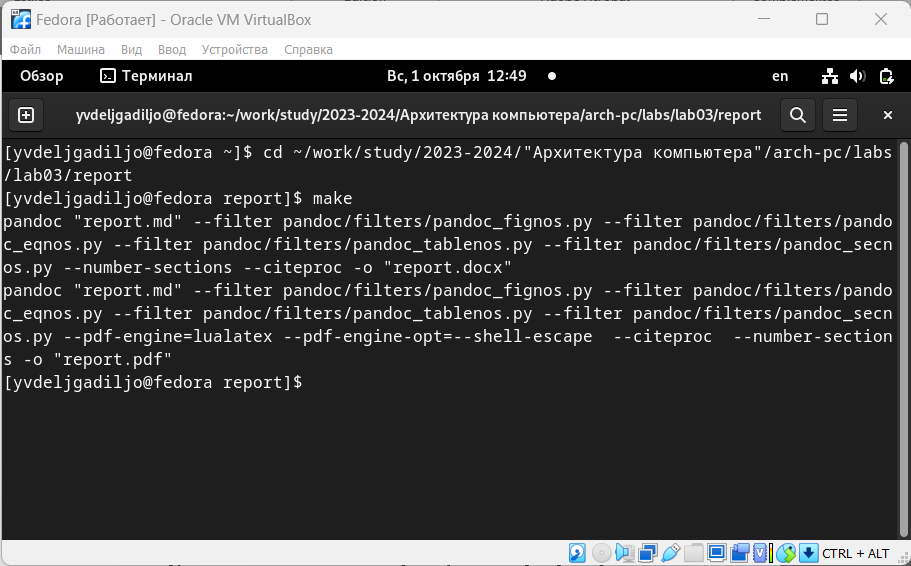 Fedora [Работает] - Oracle VM VirtualBox
Файл Машина Вид Ввод Устройства Справка
Обзор Терминал Вс, 1 октября 12:49 en
yvdeljgadiljo@fedora:~/work/study/2023-2024/Архитектура компьютера/arch-pc/labs/lab03/report
[yvdeljgadiljo@fedora ~]$ cd ~/work/study/2023-2024/"Архитектура компьютера"/arch-pc/labs
/lab03/report
[yvdeljgadiljo@fedora report]$ make
pandoc "report.md" --filter pandoc/filters/pandoc_fignos.py --filter pandoc/filters/pando
c_eqnos.py --filter pandoc/filters/pandoc_tablenos.py --filter pandoc/filters/pandoc_secn
os.py --number-sections --citeproc -o "report.docx"
pandoc "report.md" --filter pandoc/filters/pandoc_fignos.py --filter pandoc/filters/pando
c_eqnos.py --filter pandoc/filters/pandoc_tablenos.py --filter pandoc/filters/pandoc_secn
os.py --pdf-engine=lualatex --pdf-engine-opt=--shell-escape  --citeproc  --number-section
s -o "report.pdf"
[yvdeljgadiljo@fedora report]$
CTRL + ALT